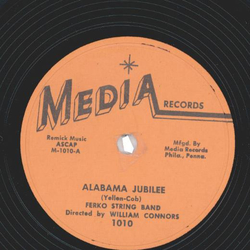 MEDIA RECORDS
Remick Music
ASCAP
M-1010-A
Mfgd. By
Media Records
Phila., Penna.
ALABAMA JUBILEE
(Yellen-Cob)
FERKO STRING BAND
Directed by WILLIAM CONNORS
1010